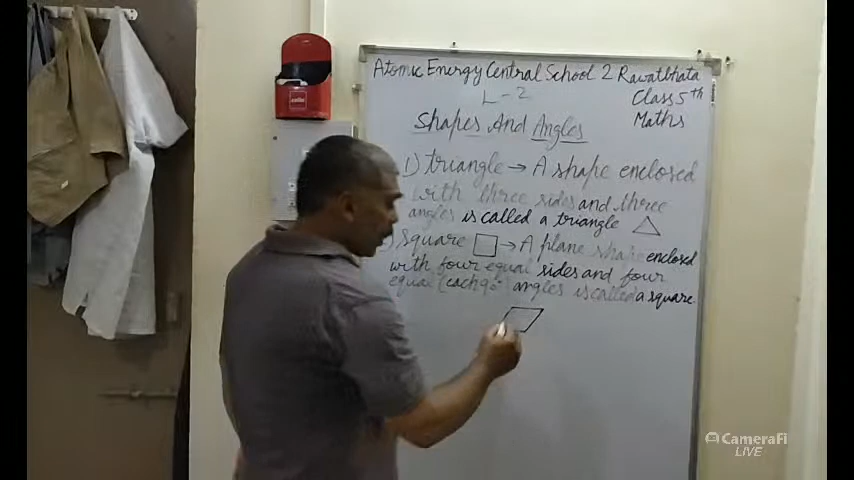 Atomic Energy Central School 2 Rawatbhata
L-2
Class 5th
Shapes And Angles
Maths
1) triangle → A shape enclosed
with three sides and three
angles is called a triangle
) square → A plane shape enclosed
with four equal sides and four
equal (each 90°) angles is called a square.
CameraFi
LIVE